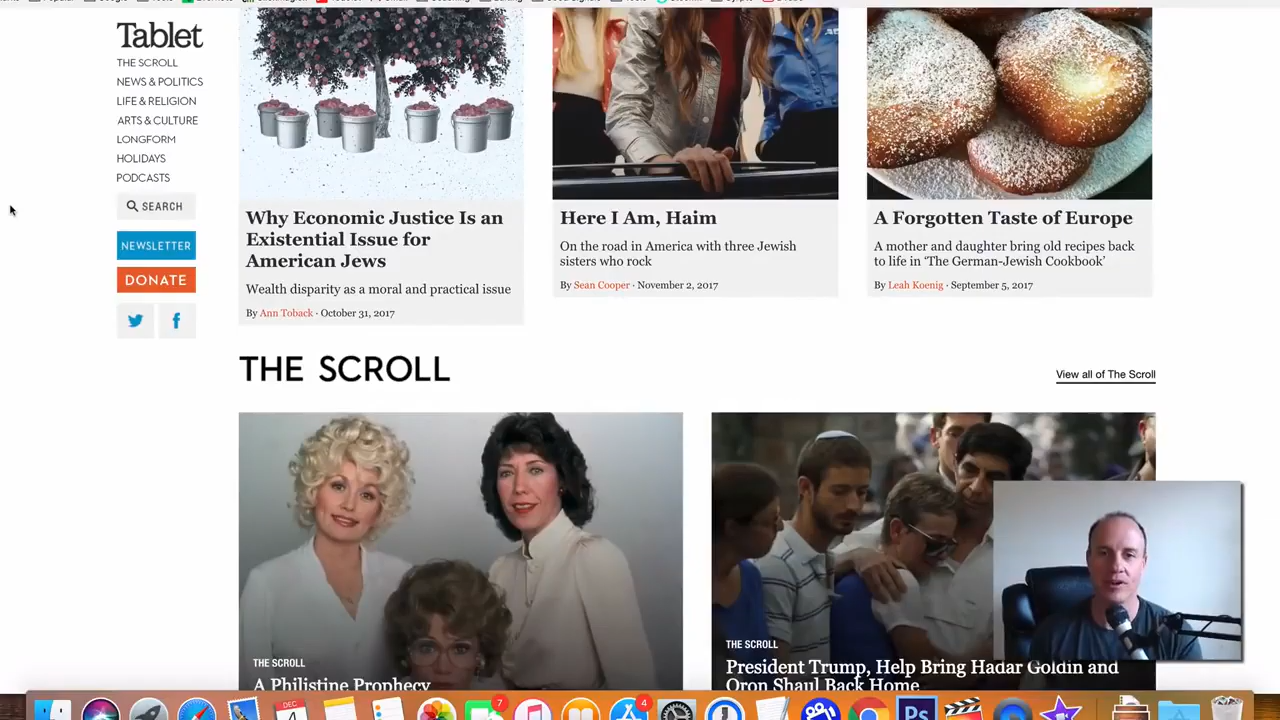 Tablet
THE SCROLL
NEWS & POLITICS
LIFE & RELIGION
ARTS & CULTURE
LONGFORM
HOLIDAYS
PODCASTS
SEARCH
NEWSLETTER
DONATE
Why Economic Justice Is an
Existential Issue for
American Jews
Wealth disparity as a moral and practical issue
By Ann Toback · October 31, 2017
Here I Am, Haim
On the road in America with three Jewish
sisters who rock
By Sean Cooper · November 2, 2017
A Forgotten Taste of Europe
A mother and daughter bring old recipes back
to life in ‘The German-Jewish Cookbook’
By Leah Koenig · September 5, 2017
THE SCROLL
View all of The Scroll
THE SCROLL
A Philistine Prophecy
THE SCROLL
President Trump, Help Bring Hadar Goldin and
Oron Shaul Back Home
DEC
4
7
4
Ps